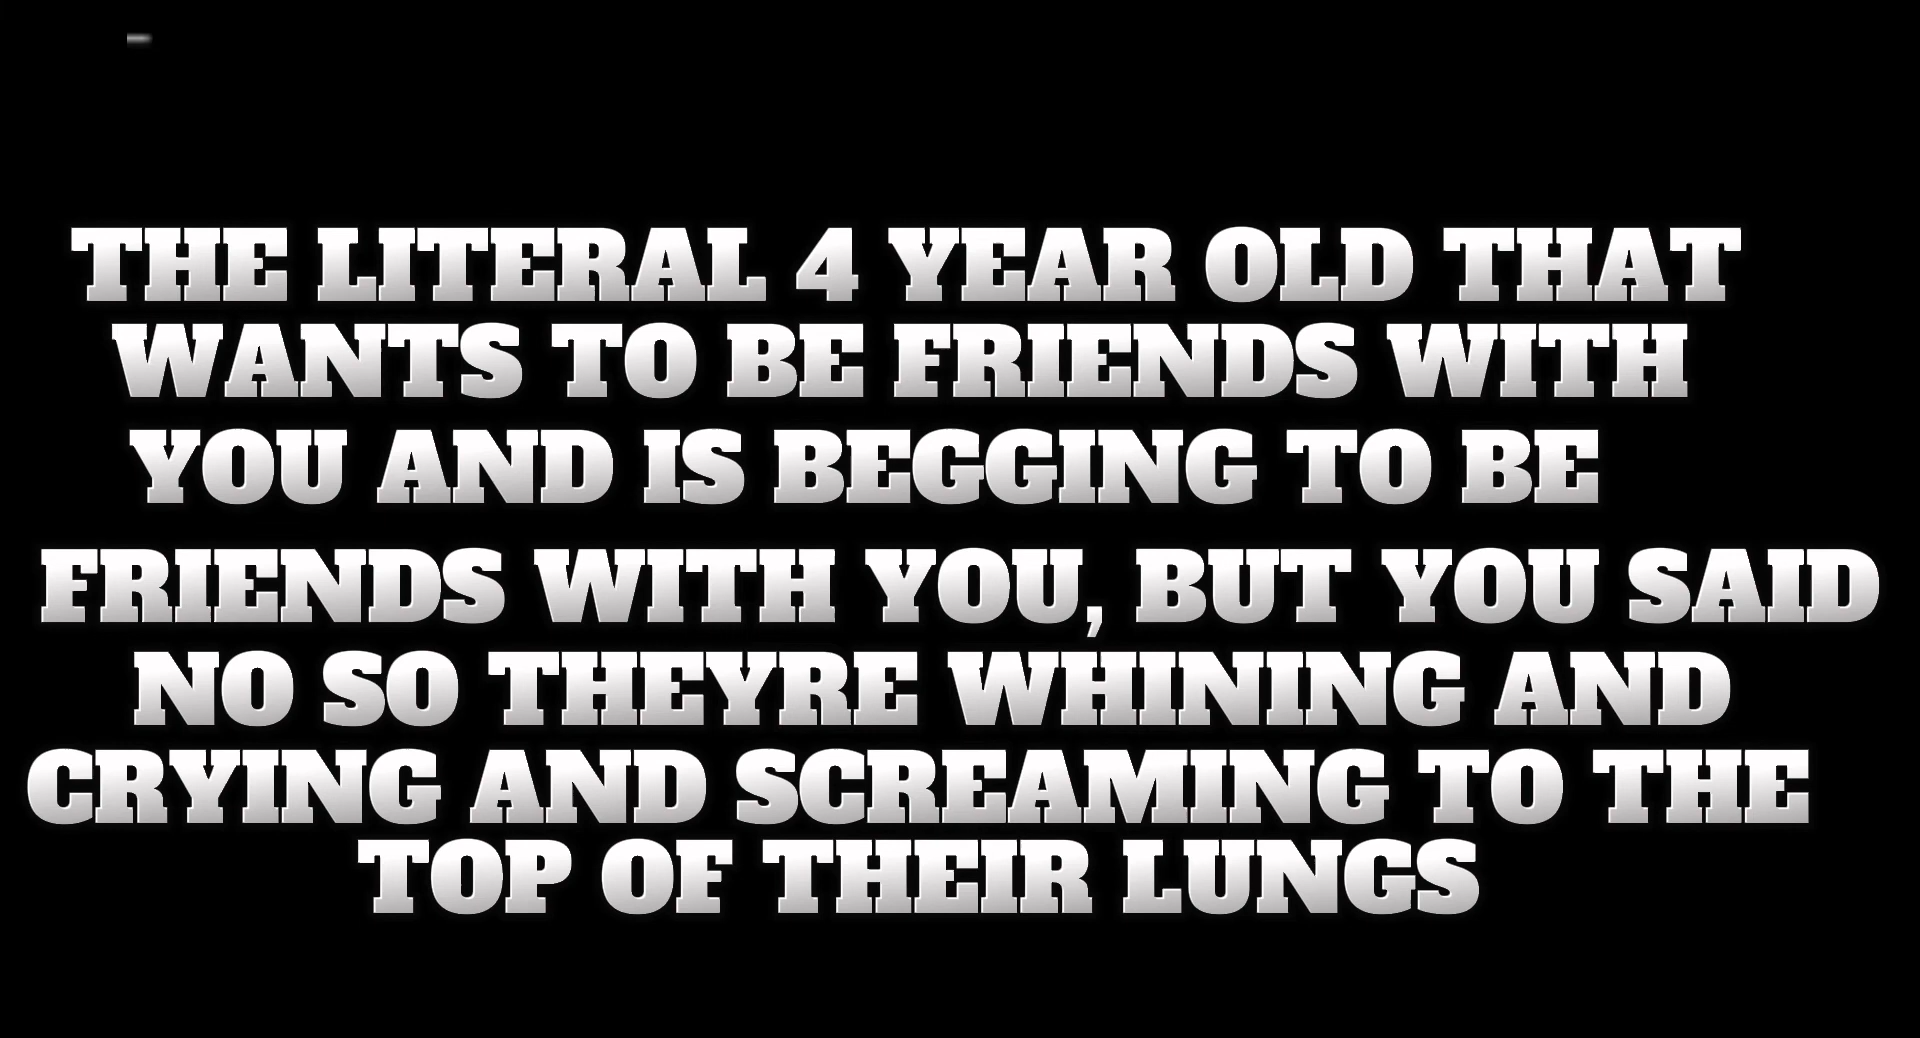 THE LITERAL 4 YEAR OLD THAT
WANTS TO BE FRIENDS WITH
YOU AND IS BEGGING TO BE
FRIENDS WITH YOU, BUT YOU SAID
NO SO THEYRE WHINING AND
CRYING AND SCREAMING TO THE
TOP OF THEIR LUNGS